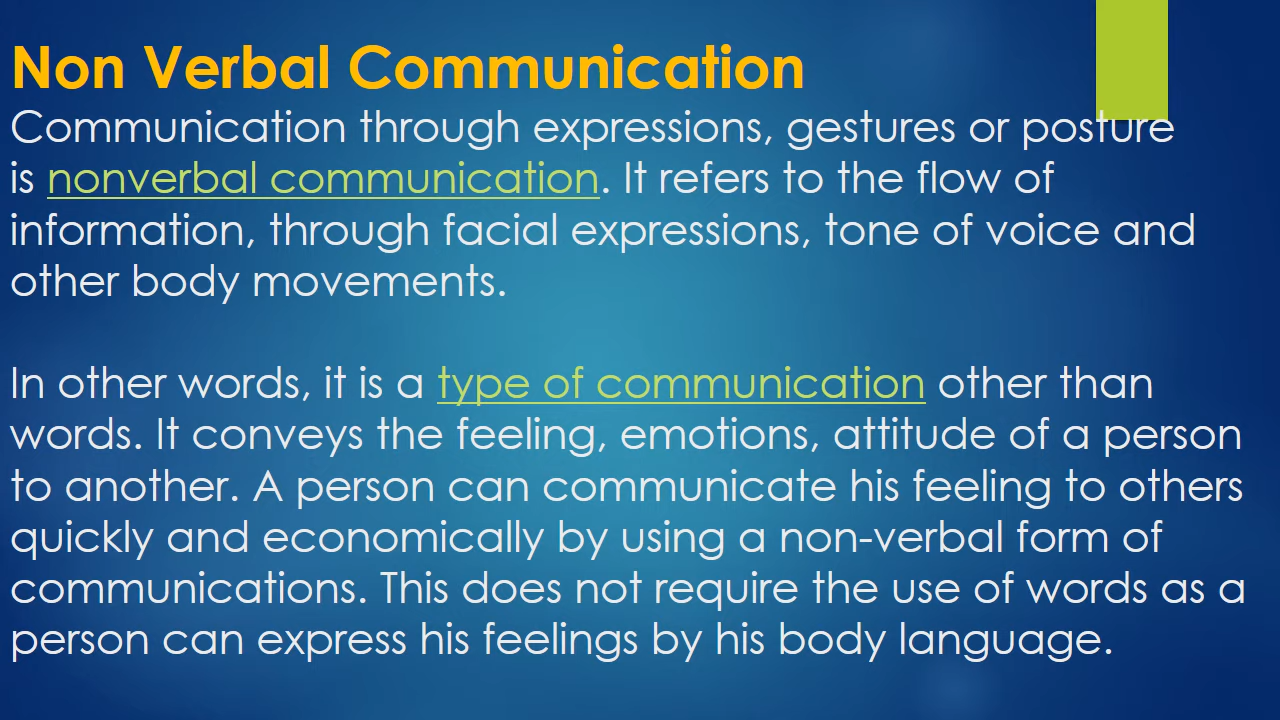 Non Verbal Communication
Communication through expressions, gestures or posture
is nonverbal communication. It refers to the flow of
information, through facial expressions, tone of voice and
other body movements.
In other words, it is a type of communication other than
words. It conveys the feeling, emotions, attitude of a person
to another. A person can communicate his feeling to others
quickly and economically by using a non-verbal form of
communications. This does not require the use of words as a
person can express his feelings by his body language.